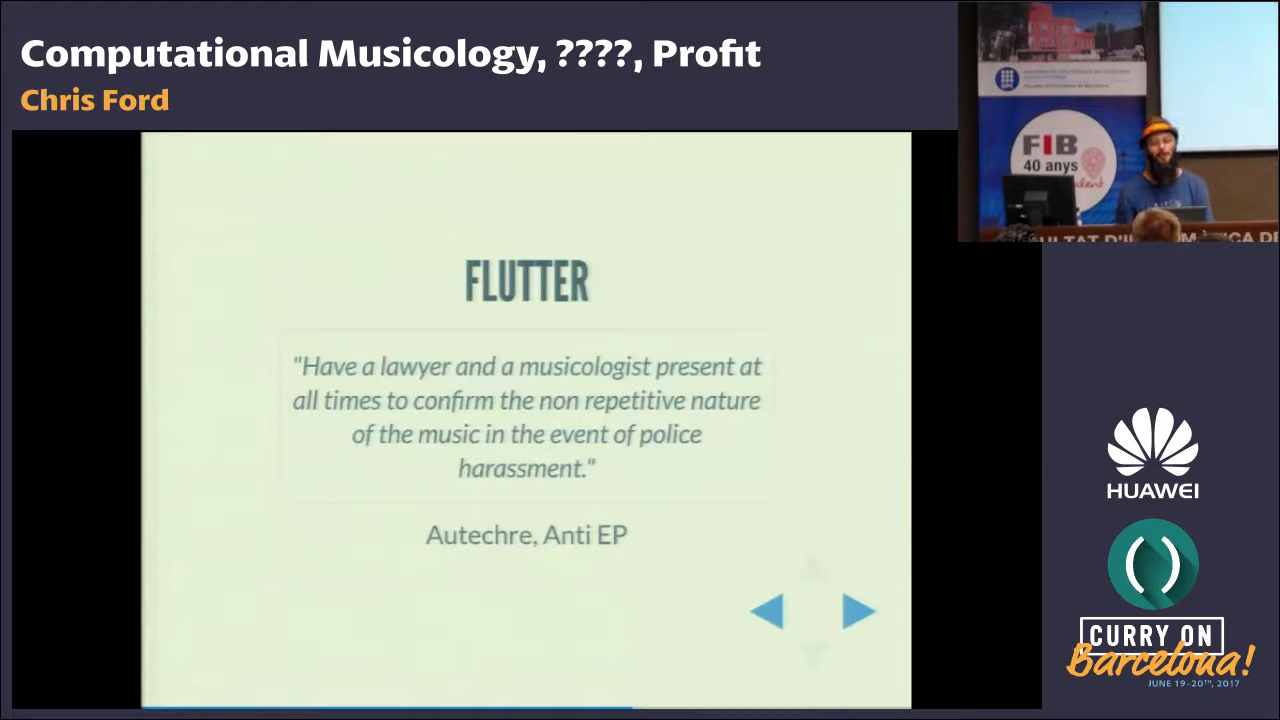 Computational Musicology, ????, Profit
Chris Ford
FIB
40 anys
FLUTTER
"Have a lawyer and a musicologist present at
all times to confirm the non repetitive nature
of the music in the event of police
harassment."
Autechre, Anti EP
HUAWEI
CURRY ON
Barcelona!
JUNE 19-20TH, 2017